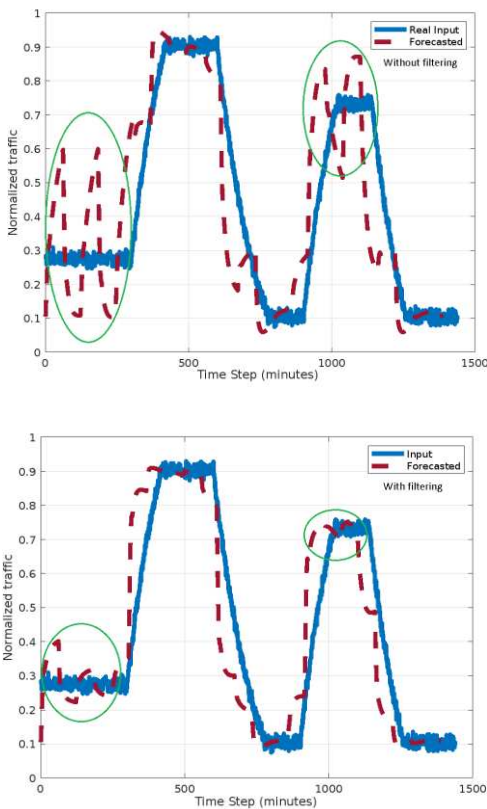 1
0.9
0.8
0.7
0.6
0.5
0.4
0.3
0.2
0.1
0
Normalized traffic
Real Input
Forecasted
Without filtering
0 500 1000 1500
Time Step (minutes)
1
0.9
0.8
0.7
0.6
0.5
0.4
0.3
0.2
0.1
0
Normalized traffic
Input
Forecasted
With filtering
0 500 1000 1500
Time Step (minutes)